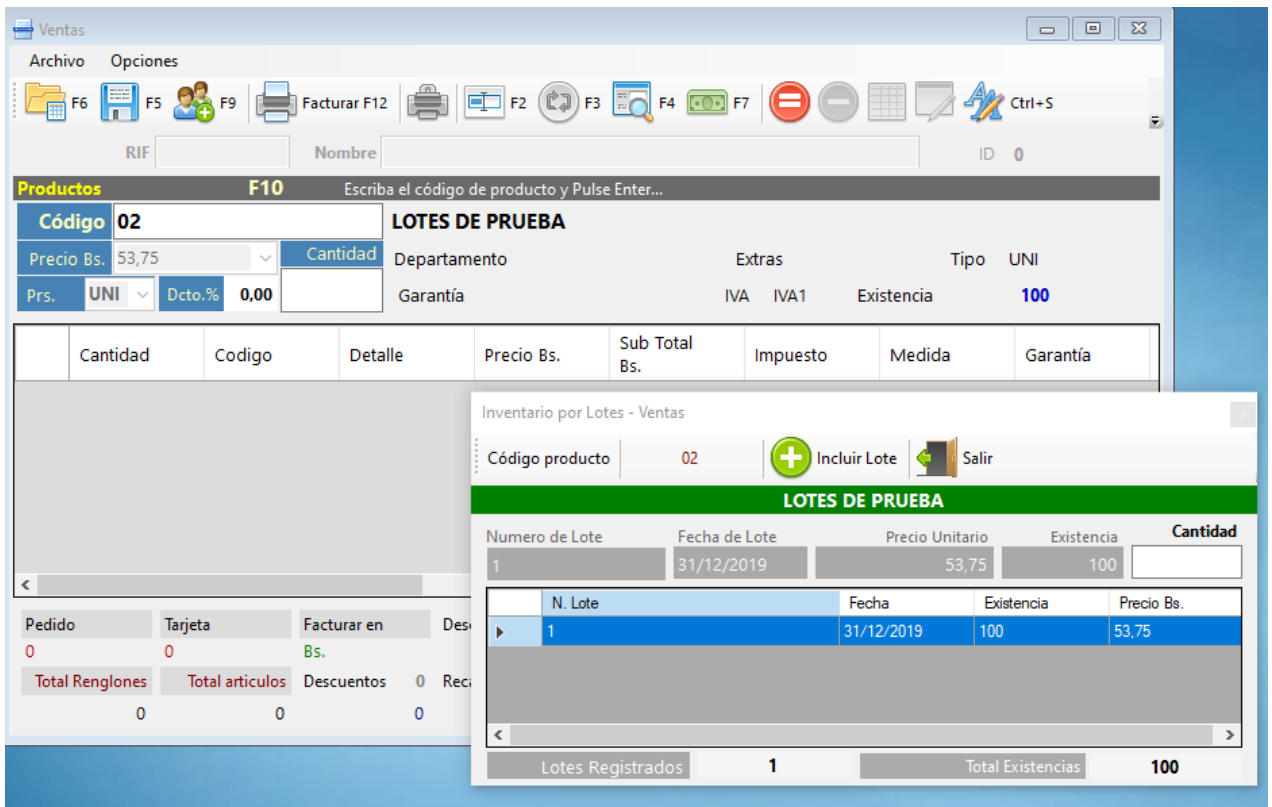 Ventas
Archivo Opciones
F6 F5 F9 Facturar F12 F2 F3 F4 F7 Ctrl+S
RIF Nombre ID 0
Productos F10 Escriba el código de producto y Pulse Enter...
Código 02 LOTES DE PRUEBA
Precio Bs. 53,75 Cantidad Departamento Extras Tipo UNI
Prs. UNI Dcto.% 0,00 Garantía IVA IVA1 Existencia 100
Cantidad Codigo Detalle Precio Bs. Sub Total Bs. Impuesto Medida Garantía
Inventario por Lotes - Ventas
Código producto 02 Incluir Lote Salir
LOTES DE PRUEBA
Numero de Lote Fecha de Lote Precio Unitario Existencia Cantidad
1 31/12/2019 53,75 100
N. Lote Fecha Existencia Precio Bs.
1 31/12/2019 100 53,75
Lotes Registrados 1 Total Existencias 100
Pedido Tarjeta Facturar en
0 0 Bs.
Total Renglones Total articulos Descuentos 0
0 0 0